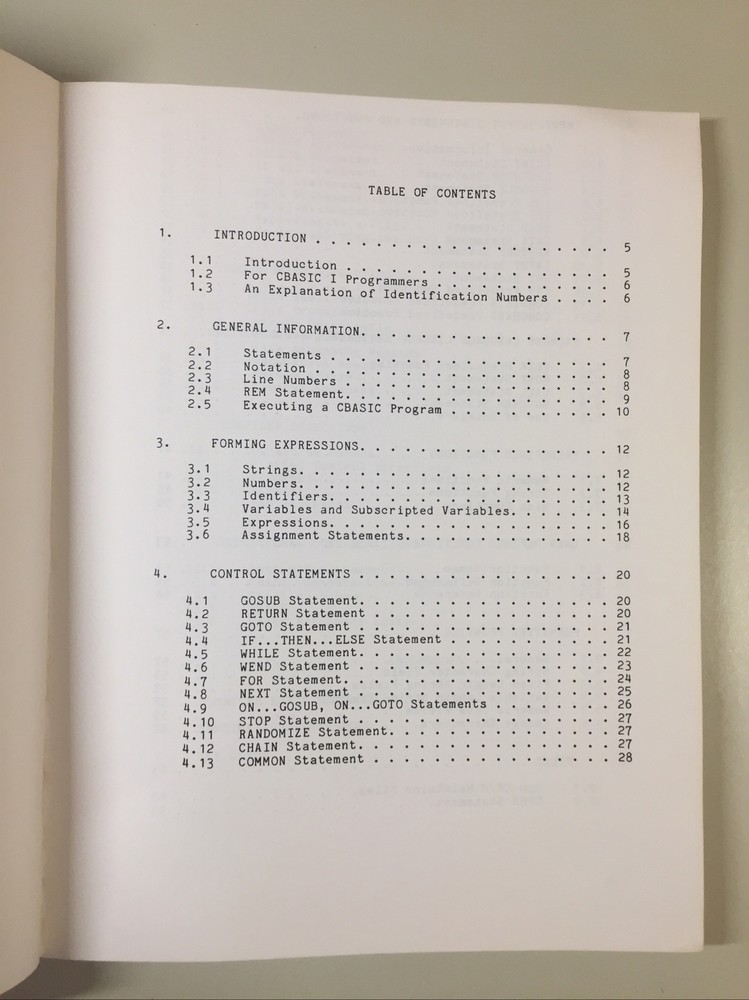 TABLE OF CONTENTS
1. INTRODUCTION . . . . . . . . . . . . . . . . . . . . 5
1.1 Introduction . . . . . . . . . . . . . . . . . . 5
1.2 For CBASIC I Programmers . . . . . . . . . . . . 6
1.3 An Explanation of Identification Numbers . . . . 6
2. GENERAL INFORMATION. . . . . . . . . . . . . . . . . 7
2.1 Statements . . . . . . . . . . . . . . . . . . . 7
2.2 Notation . . . . . . . . . . . . . . . . . . . . 8
2.3 Line Numbers . . . . . . . . . . . . . . . . . . 8
2.4 REM Statement. . . . . . . . . . . . . . . . . . 9
2.5 Executing a CBASIC Program . . . . . . . . . . . 10
3. FORMING EXPRESSIONS. . . . . . . . . . . . . . . . . 12
3.1 Strings. . . . . . . . . . . . . . . . . . . . . 12
3.2 Numbers. . . . . . . . . . . . . . . . . . . . . 12
3.3 Identifiers. . . . . . . . . . . . . . . . . . . 13
3.4 Variables and Subscripted Variables. . . . . . . 14
3.5 Expressions. . . . . . . . . . . . . . . . . . . 16
3.6 Assignment Statements. . . . . . . . . . . . . . 18
4. CONTROL STATEMENTS . . . . . . . . . . . . . . . . . 20
4.1 GOSUB Statement. . . . . . . . . . . . . . . . . 20
4.2 RETURN Statement . . . . . . . . . . . . . . . . 20
4.3 GOTO Statement . . . . . . . . . . . . . . . . . 21
4.4 IF...THEN...ELSE Statement . . . . . . . . . . . 21
4.5 WHILE Statement. . . . . . . . . . . . . . . . . 22
4.6 WEND Statement . . . . . . . . . . . . . . . . . 23
4.7 FOR Statement. . . . . . . . . . . . . . . . . . 24
4.8 NEXT Statement . . . . . . . . . . . . . . . . . 25
4.9 ON...GOSUB, ON...GOTO Statements . . . . . . . . 26
4.10 STOP Statement . . . . . . . . . . . . . . . . . 27
4.11 RANDOMIZE Statement. . . . . . . . . . . . . . . 27
4.12 CHAIN Statement. . . . . . . . . . . . . . . . . 27
4.13 COMMON Statement . . . . . . . . . . . . . . . . 28